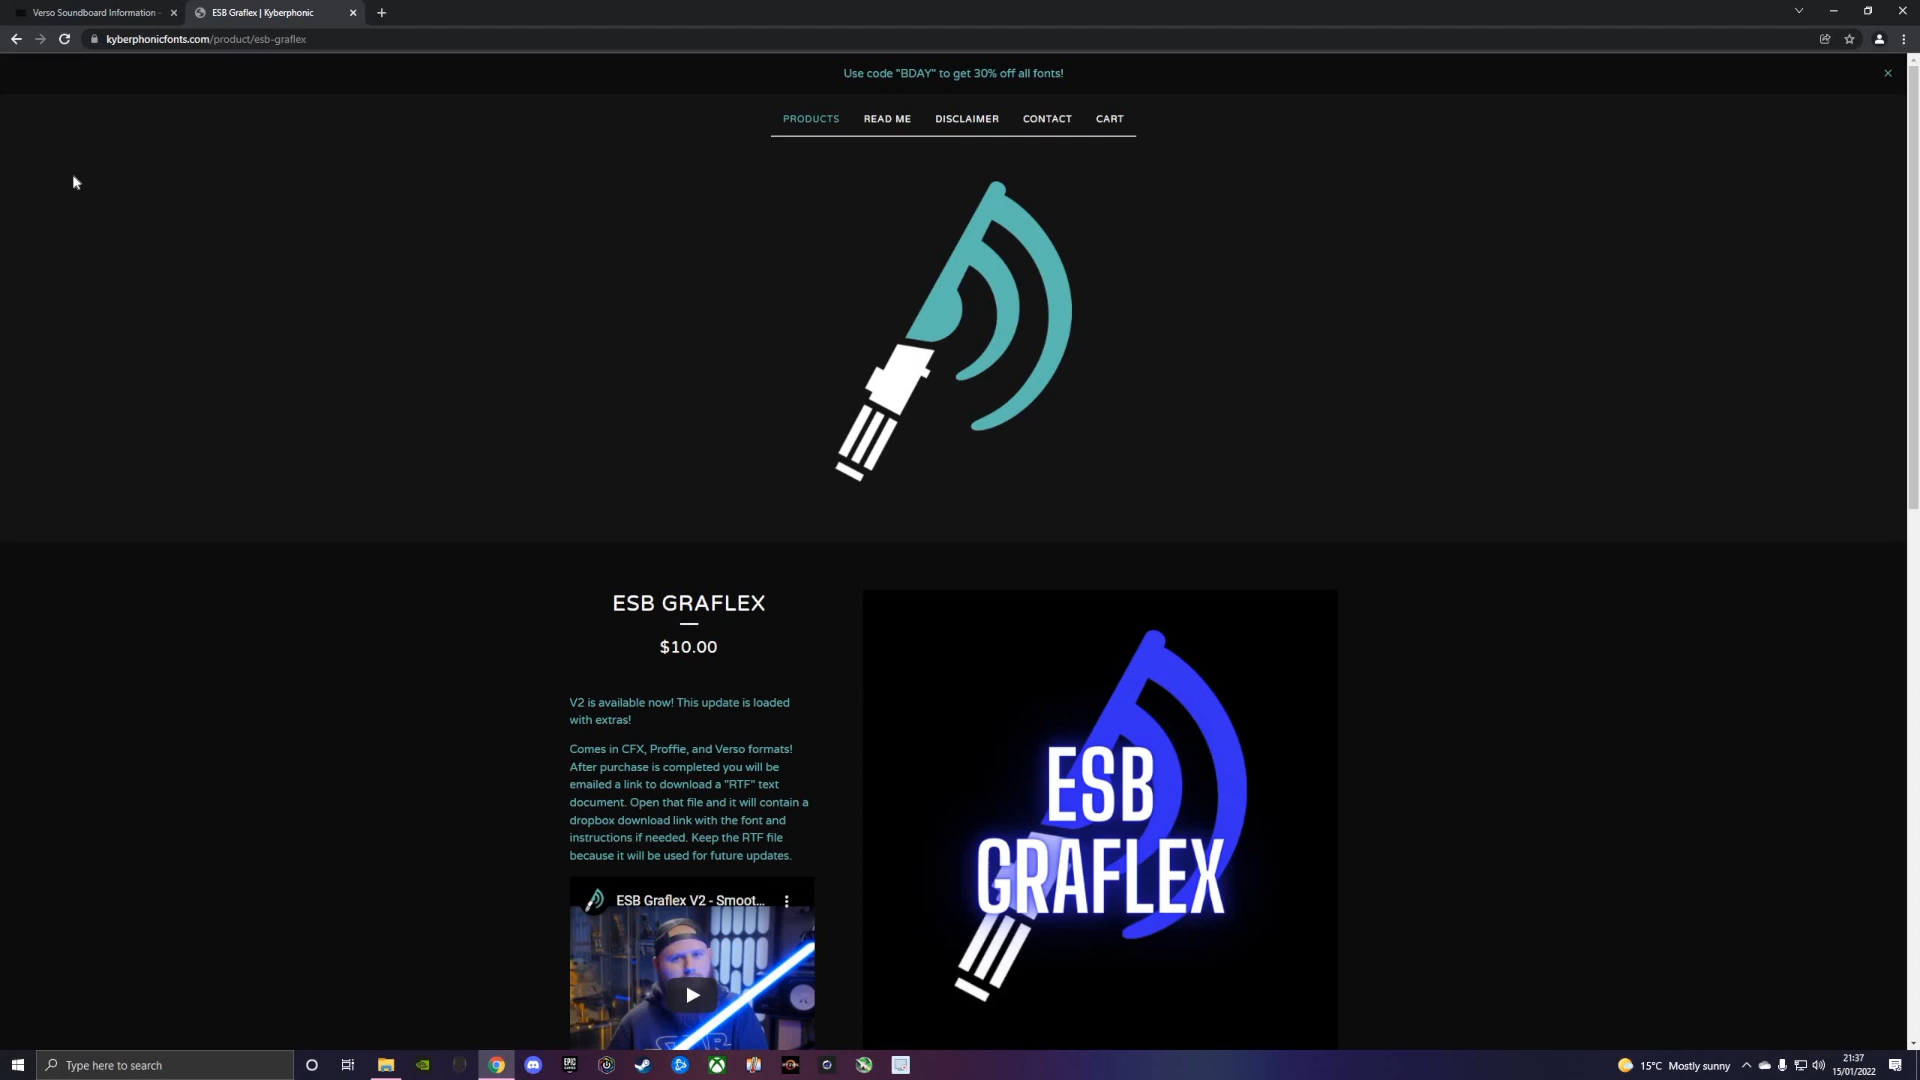 Verso Soundboard Information -
ESB Graflex | Kyberphonic
kyberphonicfonts.com/product/esb-graflex
Use code "BDAY" to get 30% off all fonts!
PRODUCTS READ ME DISCLAIMER CONTACT CART
ESB GRAFLEX
$10.00
V2 is available now! This update is loaded
with extras!
Comes in CFX, Proffie, and Verso formats!
After purchase is completed you will be
emailed a link to download a "RTF" text
document. Open that file and it will contain a
dropbox download link with the font and
instructions if needed. Keep the RTF file
because it will be used for future updates.
ESB Graflex V2 - Smoot...
ESB
GRAFLEX
Type here to search
EPIC
GAMES
15°C Mostly sunny
21:37
15/01/2022